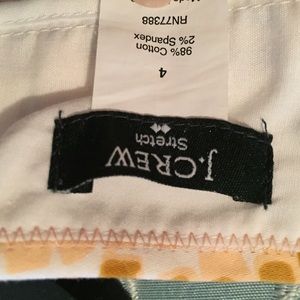 J.CREW
Stretch
4
98% Cotton
2% Spandex
RN77388